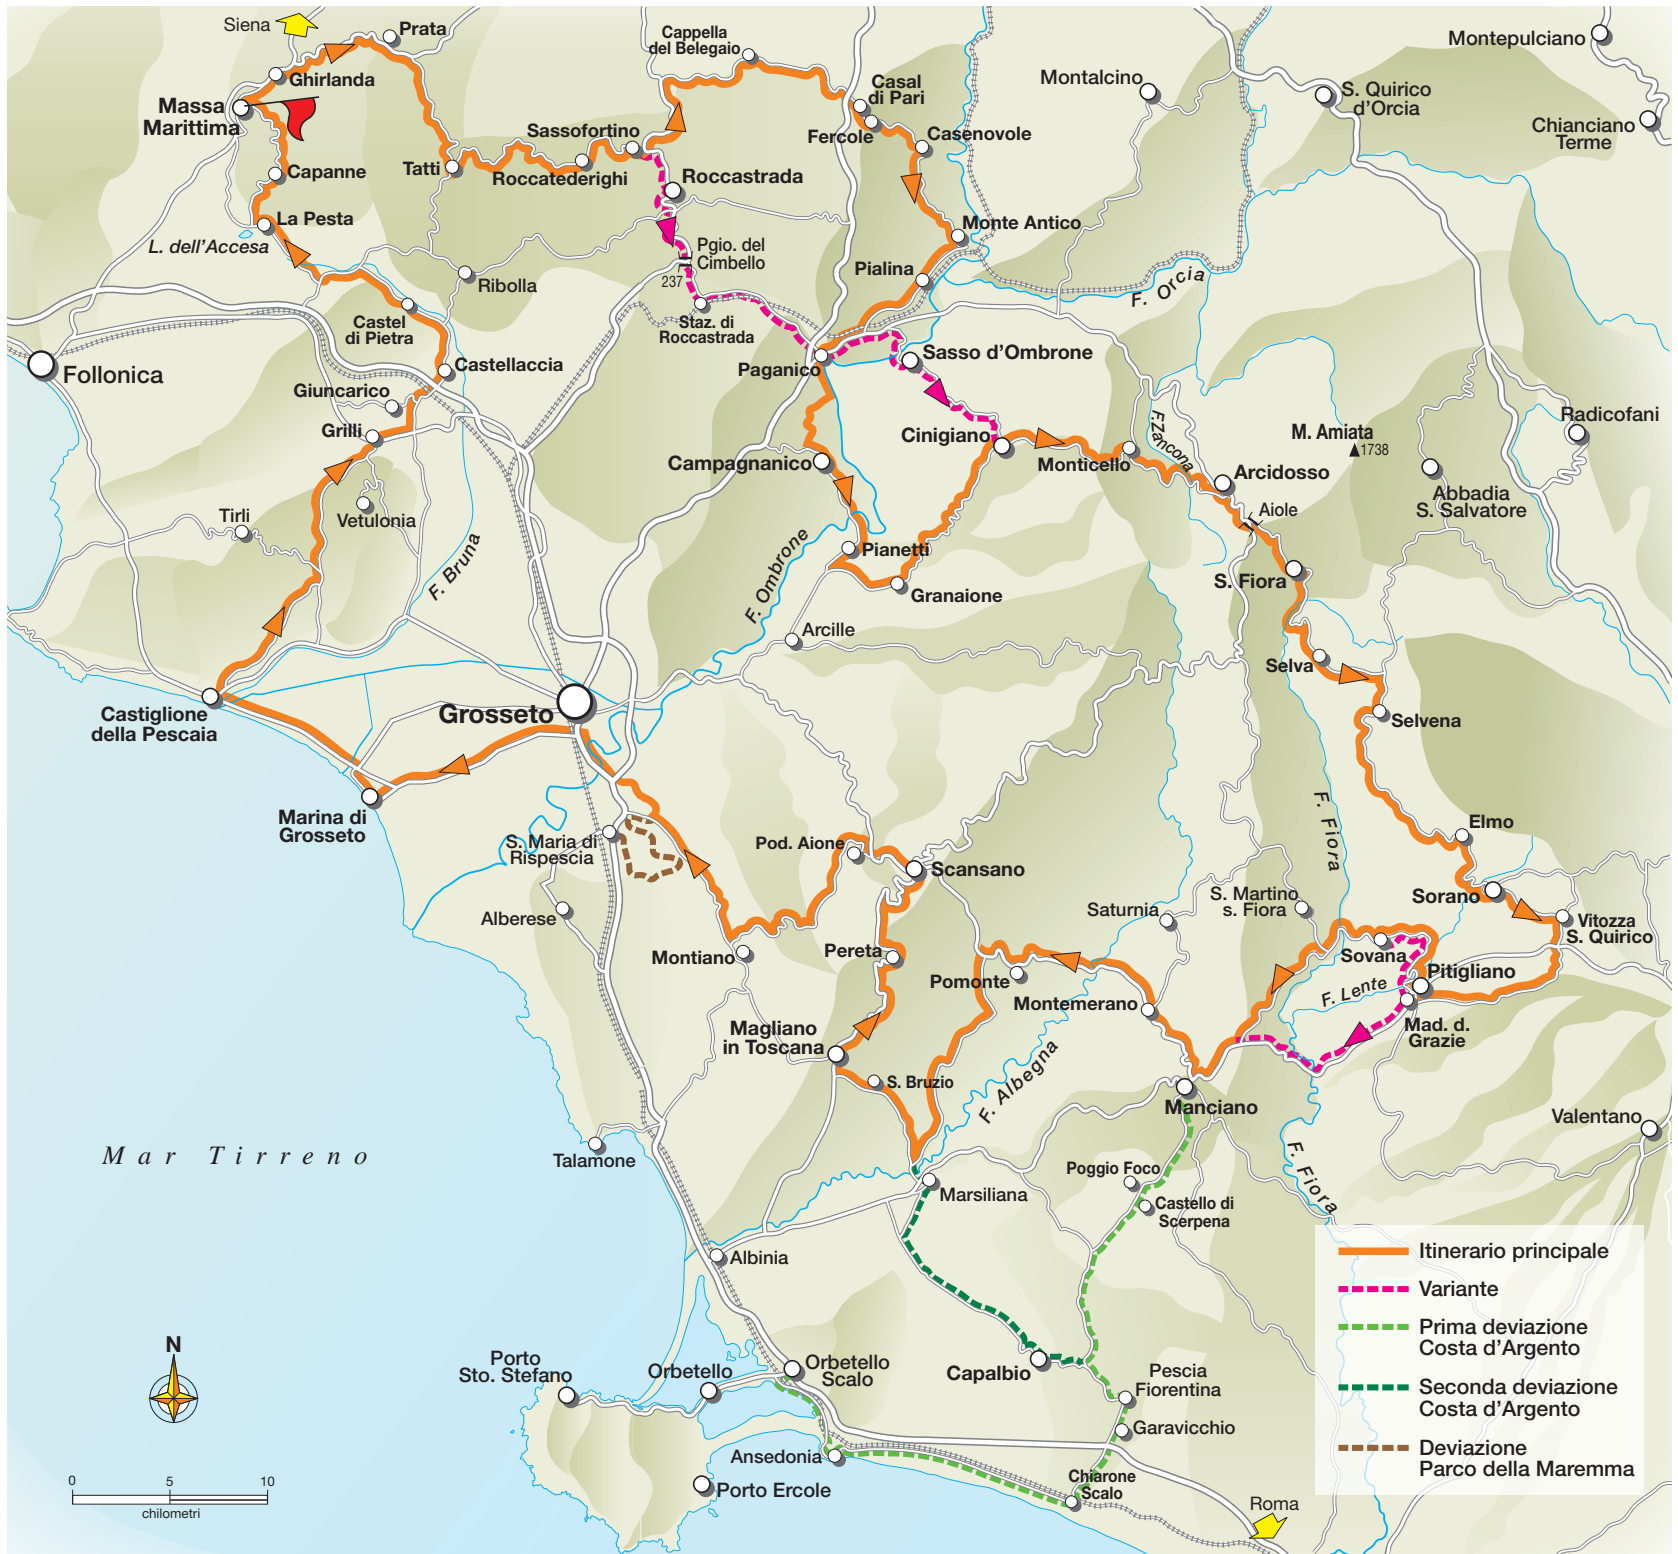 Siena
Prata
Ghirlanda
Massa
Marittima
Capanne
La Pesta
L. dell'Accesa
Tatti
Roccatederighi
Sassofortino
Cappella
del Belegaio
Casal
di Pari
Fercole
Casenovole
Roccastrada
Monte Antico
Pialina
Pgio. del
Cimbello
237
Staz. di
Roccastrada
Ribolla
Castel
di Pietra
Castellaccia
Giuncarico
Grilli
Follonica
Vetulonia
Tirli
F. Bruna
Paganico
Sasso d'Ombrone
Cinigiano
Campagnanico
Monticello
F. Zancona
Arcidosso
Aiole
M. Amiata
1738
F. Orcia
Montalcino
Montepulciano
S. Quirico
d'Orcia
Chianciano
Terme
Radicofani
Abbadia
S. Salvatore
Pianetti
Granaione
F. Ombrone
Arcille
S. Fiora
Selva
Selvena
Castiglione
della Pescaia
Grosseto
Marina di
Grosseto
S. Maria di
Rispescia
Alberese
Pod. Aione
Scansano
Montiano
Pereta
Magliano
in Toscana
S. Bruzio
Pomonte
Montemerano
Saturnia
S. Martino
s. Fiora
F. Fiora
Elmo
Sorano
Vitozza
S. Quirico
Sovana
Pitigliano
F. Lente
Mad. d.
Grazie
Manciano
F. Albegna
Valentano
F. Fiora
Mar Tirreno
Talamone
Marsiliana
Albinia
Poggio Foco
Castello di
Scerpena
Capalbio
Pescia
Fiorentina
Garavicchio
Chiarone
Scalo
Ansedonia
Orbetello
Scalo
Orbetello
Porto
Sto. Stefano
Porto Ercole
Roma
N
0 5 10
chilometri
Itinerario principale
Variante
Prima deviazione
Costa d'Argento
Seconda deviazione
Costa d'Argento
Deviazione
Parco della Maremma